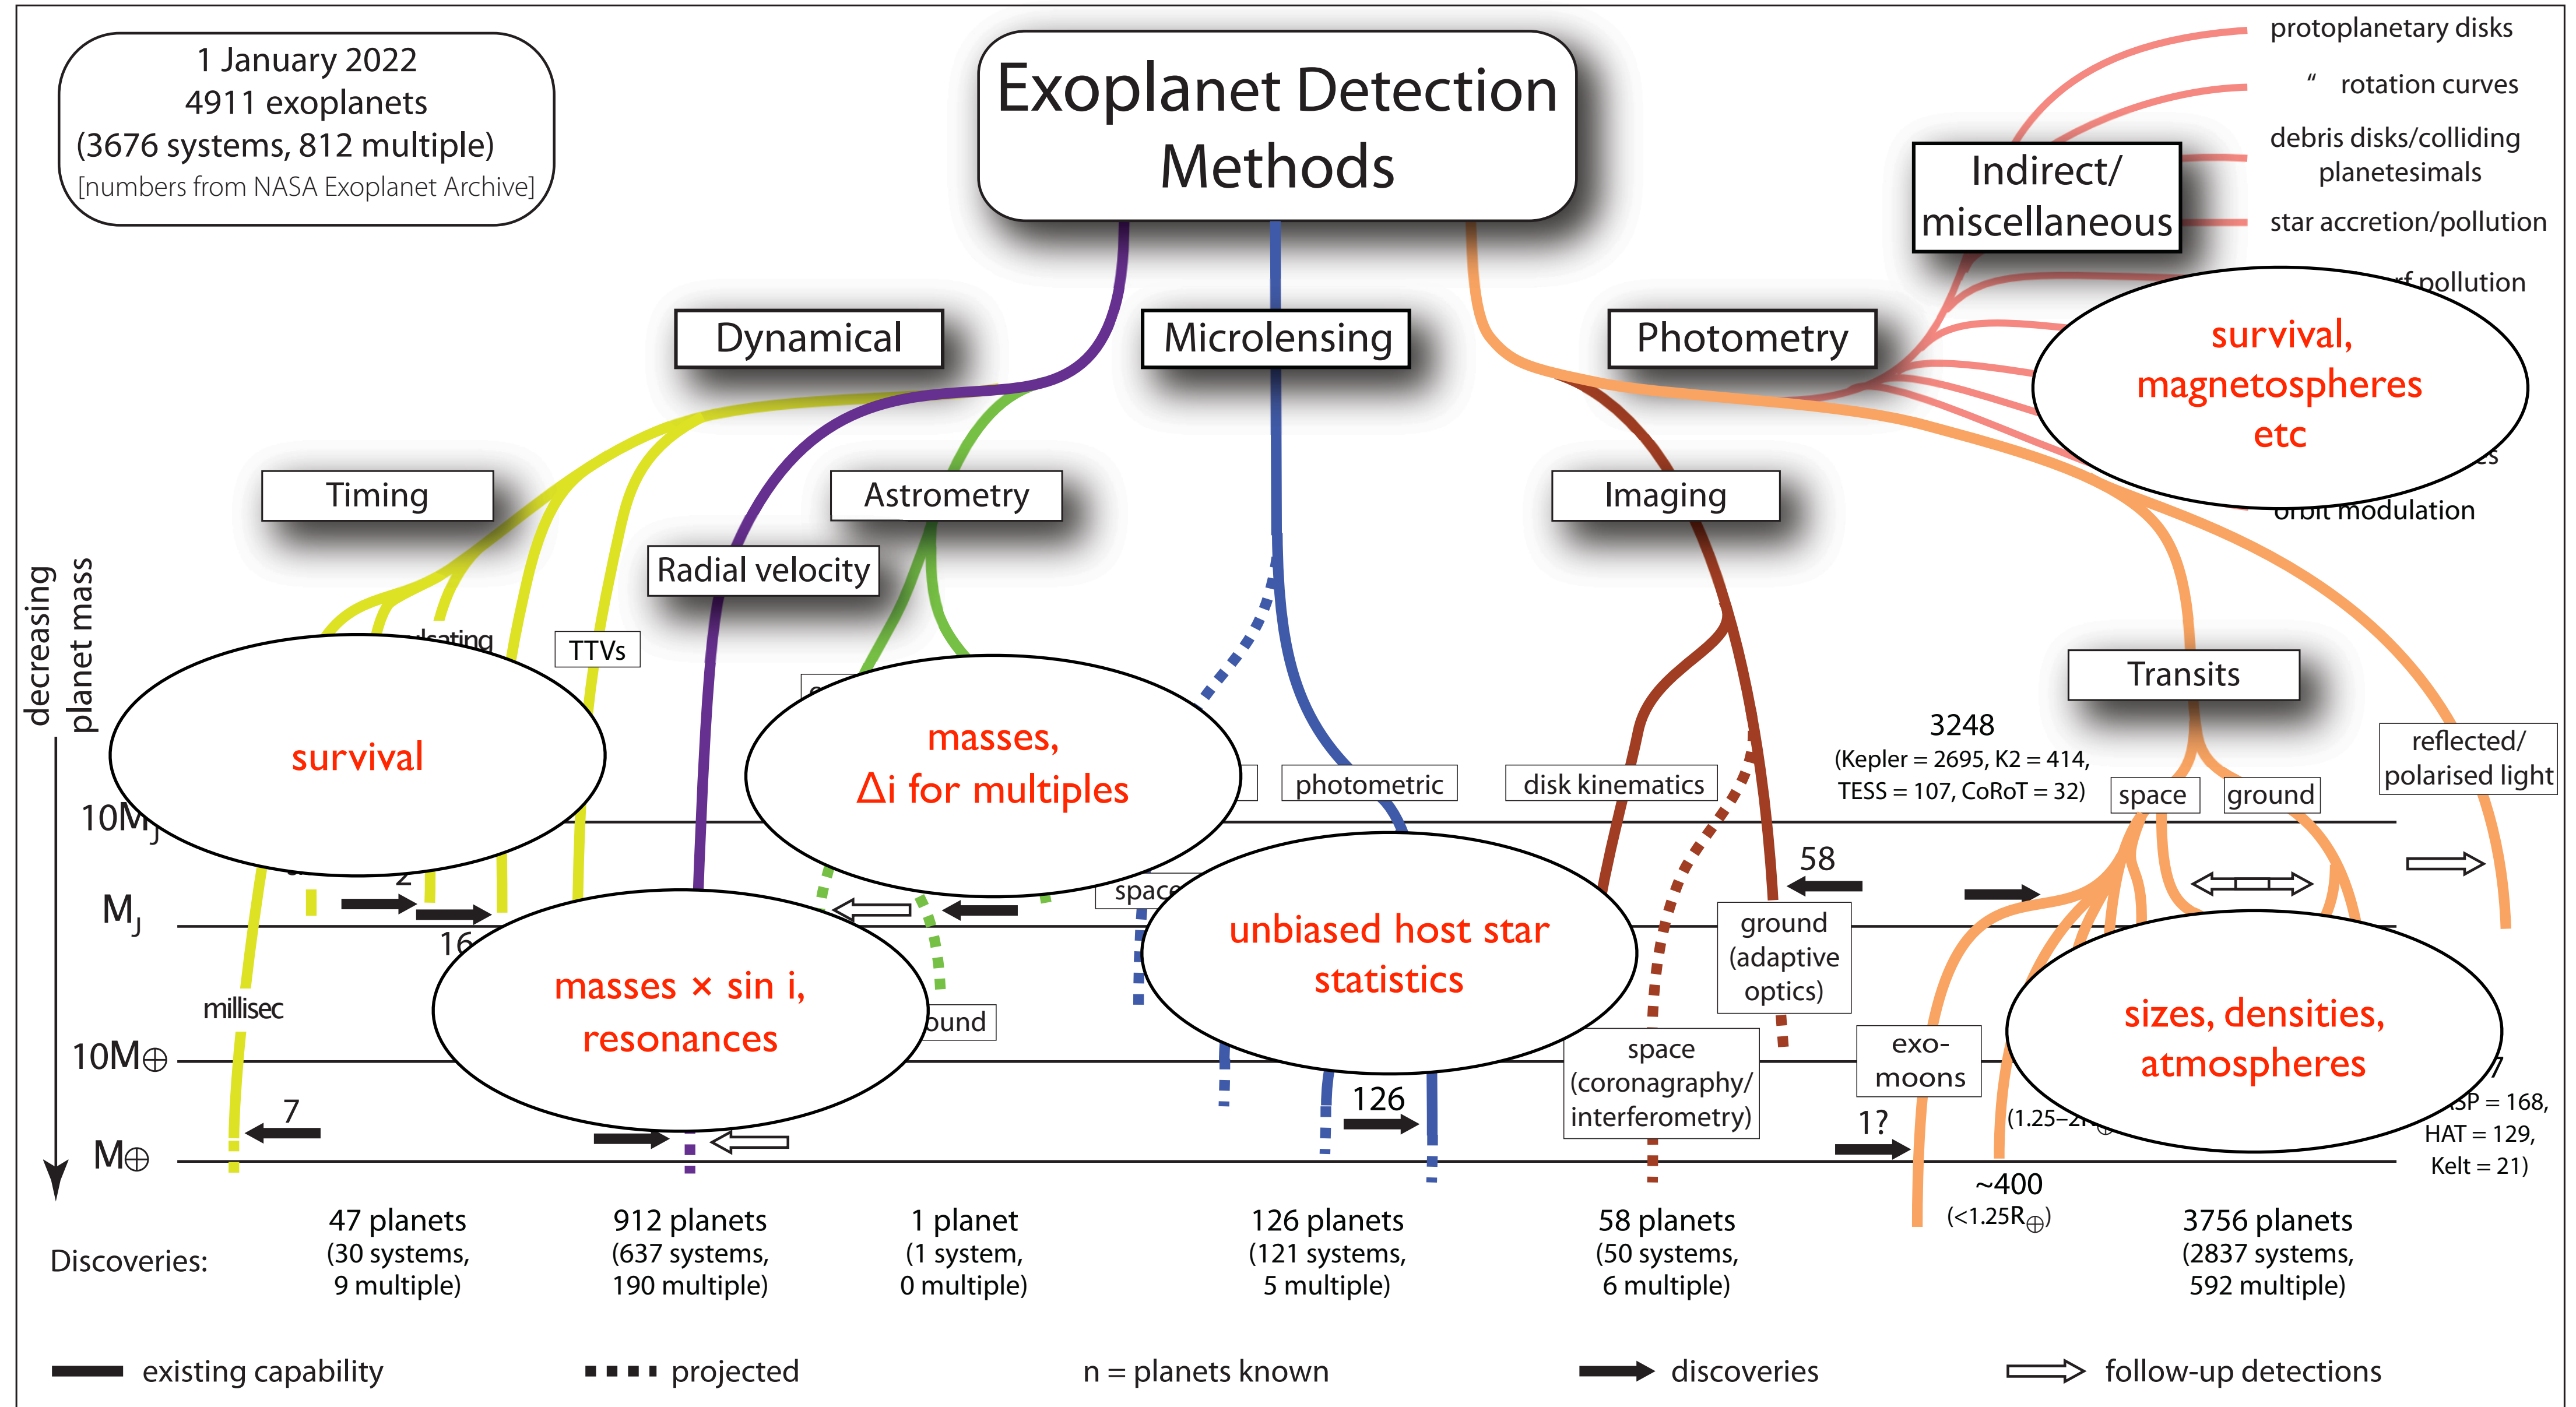 1 January 2022
4911 exoplanets
(3676 systems, 812 multiple)
[numbers from NASA Exoplanet Archive]
Exoplanet Detection
Methods
protoplanetary disks
“ rotation curves
debris disks/colliding
planetesimals
star accretion/pollution
pollution
Indirect/
miscellaneous
survival,
magnetospheres
etc
orbit modulation
Dynamical
Microlensing
Photometry
Timing
Astrometry
Imaging
Radial velocity
TTVs
Transits
decreasing
planet mass
survival
masses,
Δi for multiples
photometric
disk kinematics
3248
(Kepler = 2695, K2 = 414,
TESS = 107, CoRoT = 32)
space
ground
reflected/
polarised light
10MJ
2
58
MJ
16
space
ground
(adaptive
optics)
unbiased host star
statistics
masses × sin i,
resonances
millisec
sizes, densities,
atmospheres
10M⊕
space
(coronagraphy/
interferometry)
exo-
moons
7
126
1?
(1.25–2R⊕
= 168,
HAT = 129,
Kelt = 21)
M⊕
~400
(<1.25R⊕)
Discoveries:
47 planets
(30 systems,
9 multiple)
912 planets
(637 systems,
190 multiple)
1 planet
(1 system,
0 multiple)
126 planets
(121 systems,
5 multiple)
58 planets
(50 systems,
6 multiple)
3756 planets
(2837 systems,
592 multiple)
existing capability
projected
n = planets known
discoveries
follow-up detections